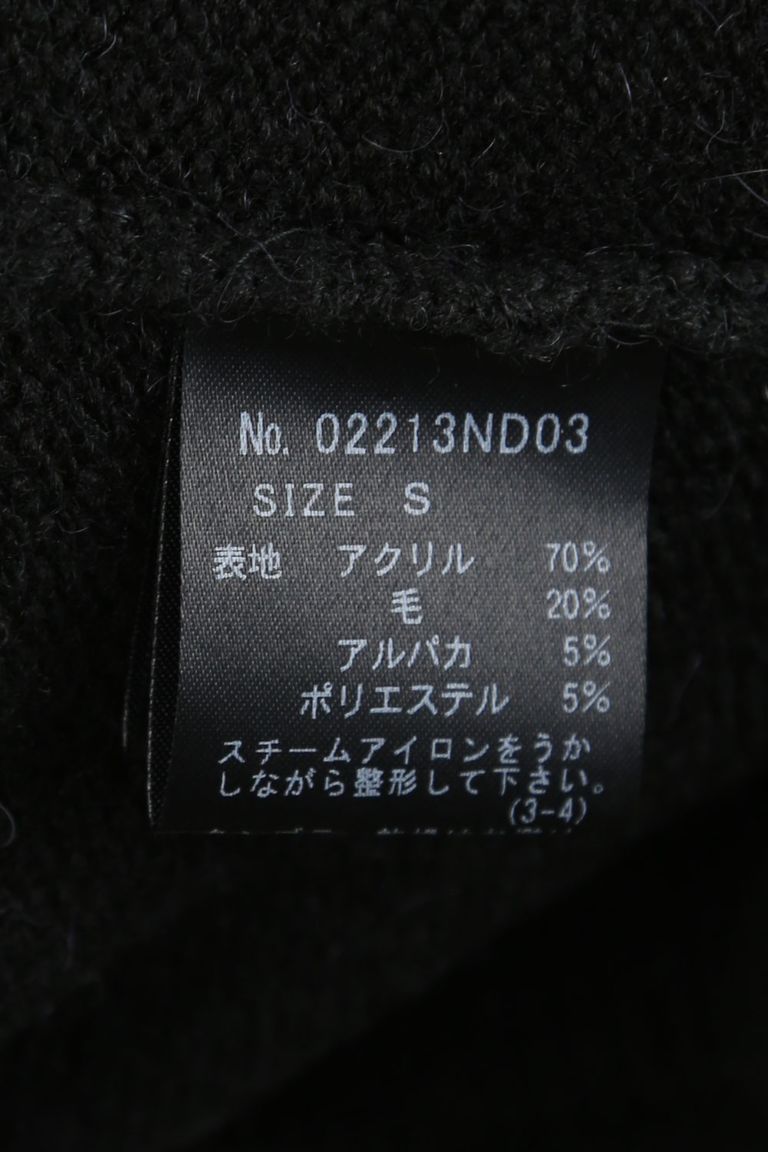 No. 02213ND03
SIZE S
表地 アクリル 70%
毛 20%
アルパカ 5%
ポリエステル 5%
スチームアイロンをうか
しながら整形して下さい。
(3-4)